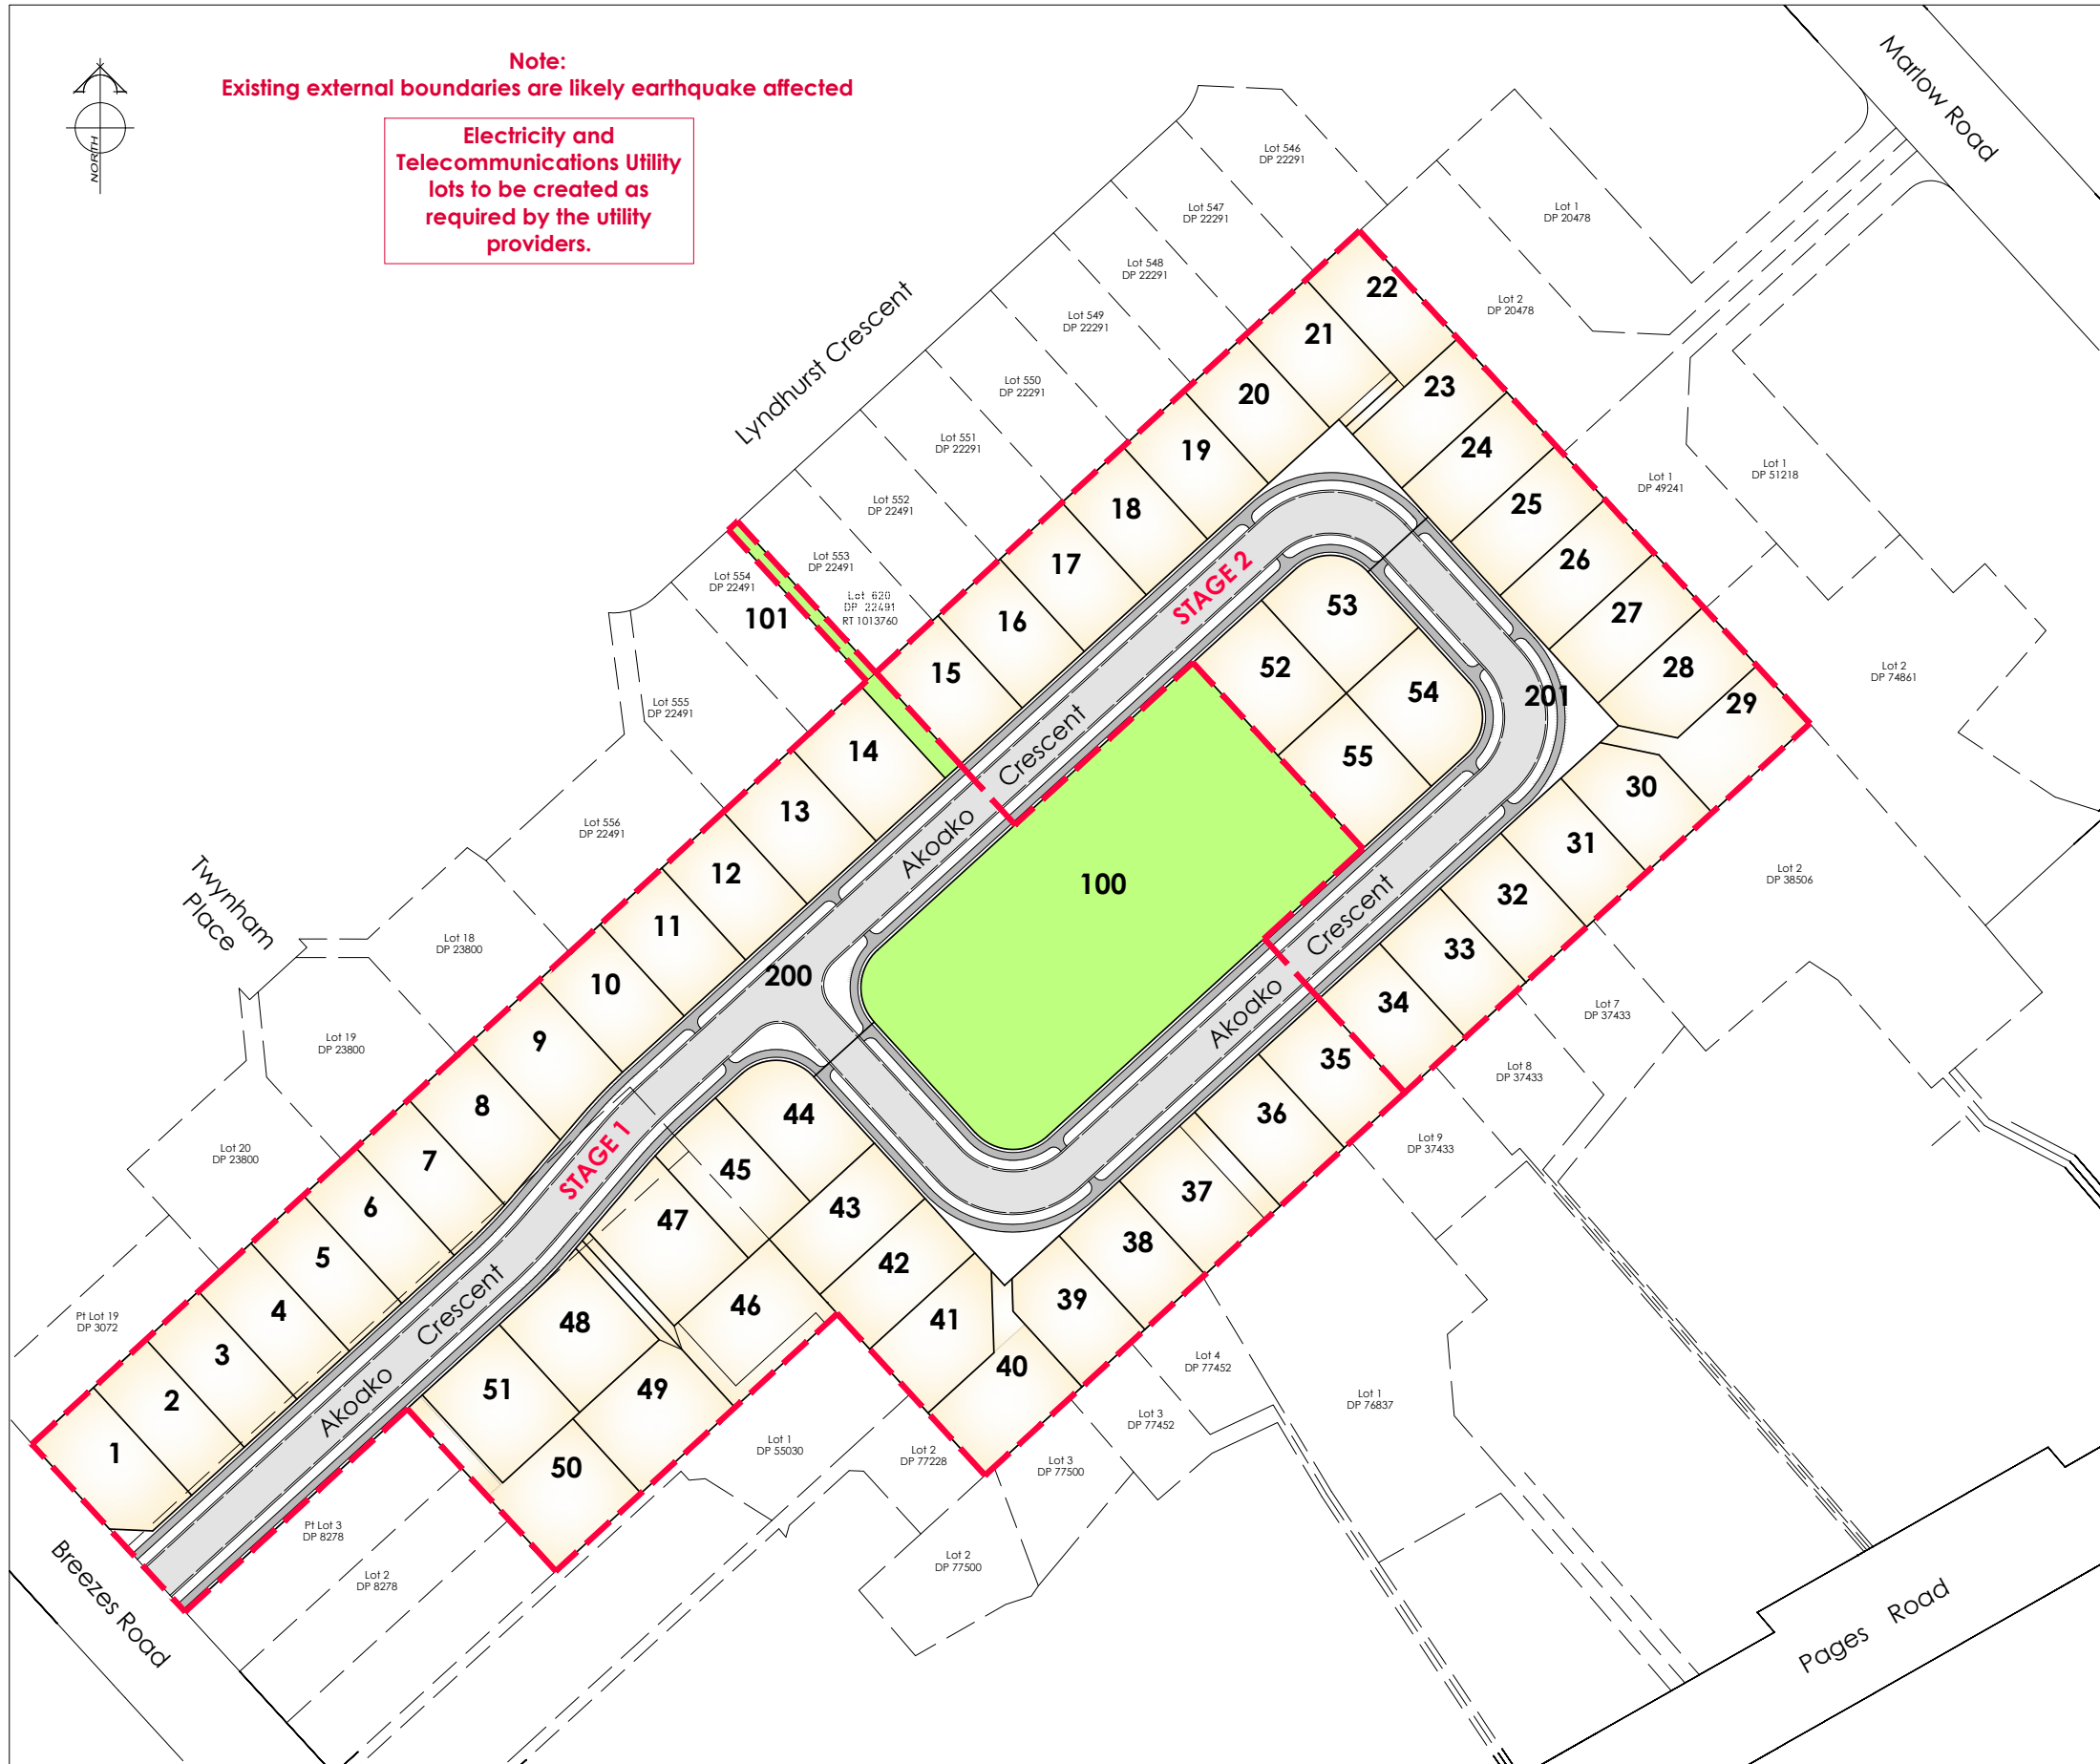 Note:
Existing external boundaries are likely earthquake affected
Electricity and
Telecommunications Utility
lots to be created as
required by the utility
providers.
NORTH
Marlow Road
Lyndhurst Crescent
Twynham
Place
Breezes Road
Pages Road
Lot 546
DP 22291
Lot 547
DP 22291
Lot 548
DP 22291
Lot 549
DP 22291
Lot 550
DP 22291
Lot 551
DP 22291
Lot 552
DP 22491
Lot 553
DP 22491
Lot 554
DP 22491
Lot 620
DP 22491
RT 1013760
Lot 555
DP 22491
Lot 556
DP 22491
Lot 18
DP 23800
Lot 19
DP 23800
Lot 20
DP 23800
Pt Lot 19
DP 3072
Lot 1
DP 20478
Lot 2
DP 20478
Lot 1
DP 49241
Lot 1
DP 51218
Lot 2
DP 74861
Lot 2
DP 38506
Lot 7
DP 37433
Lot 8
DP 37433
Lot 9
DP 37433
Lot 4
DP 77452
Lot 3
DP 77452
Lot 1
DP 76837
Lot 3
DP 77500
Lot 2
DP 77228
Lot 2
DP 77500
Lot 1
DP 55030
Pt Lot 3
DP 8278
Lot 2
DP 8278
1
2
3
4
5
6
7
8
9
10
11
12
13
14
15
16
17
18
19
20
21
22
23
24
25
26
27
28
29
30
31
32
33
34
35
36
37
38
39
40
41
42
43
44
45
46
47
48
49
50
51
52
53
54
55
100
101
200
201
STAGE 1
STAGE 2
Akoako Crescent
Akoako Crescent
Akoako Crescent